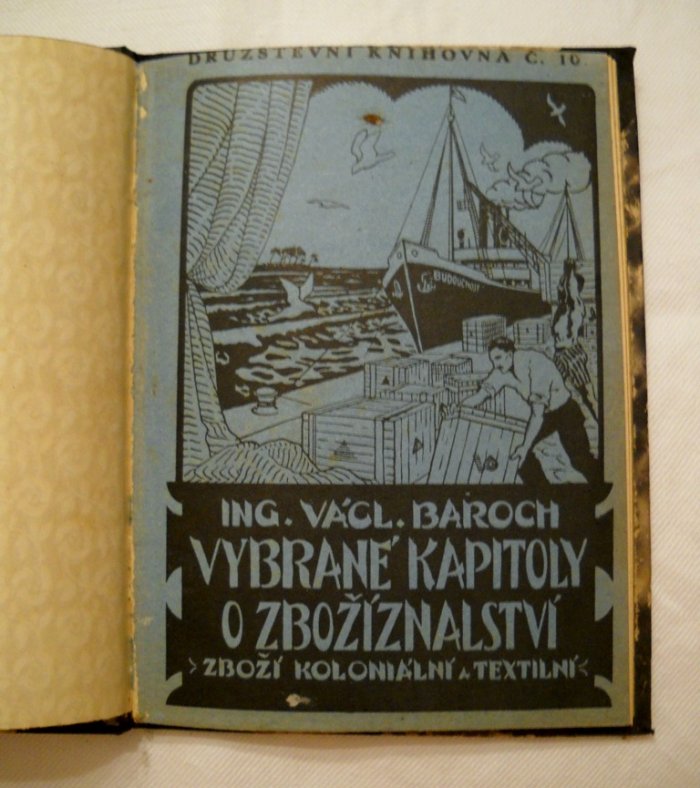 DRUŽSTEVNÍ KNIHOVNA Č. 10
BUDOUCNOST
ING. VÁCL. BAROCH
VYBRANÉ KAPITOLY
O ZBOŽÍZNALSTVÍ
ZBOŽÍ KOLONIÁLNÍ A TEXTILNÍ